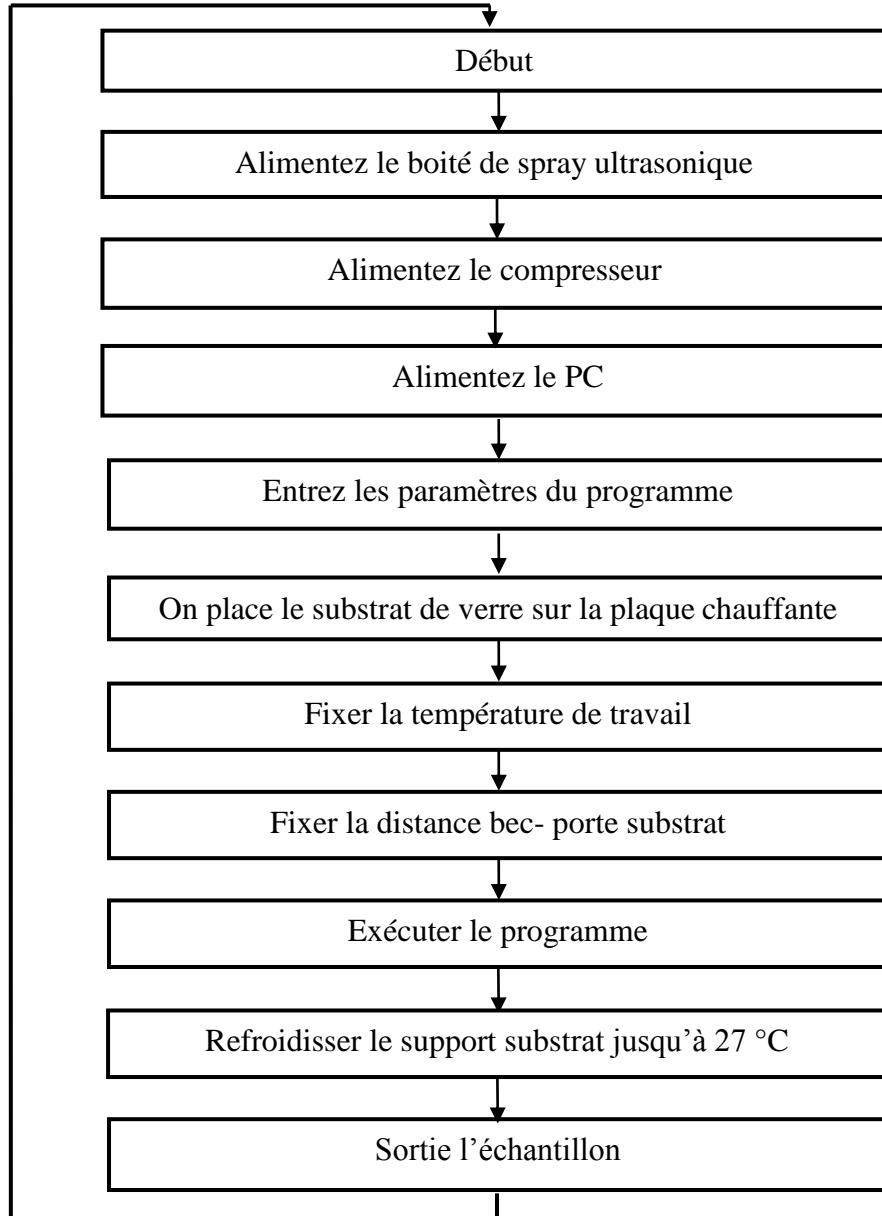 Début
Alimentez le boité de spray ultrasonique
Alimentez le compresseur
Alimentez le PC
Entrez les paramètres du programme
On place le substrat de verre sur la plaque chauffante
Fixer la température de travail
Fixer la distance bec- porte substrat
Exécuter le programme
Refroidisser le support substrat jusqu’à 27 °C
Sortie l’échantillon